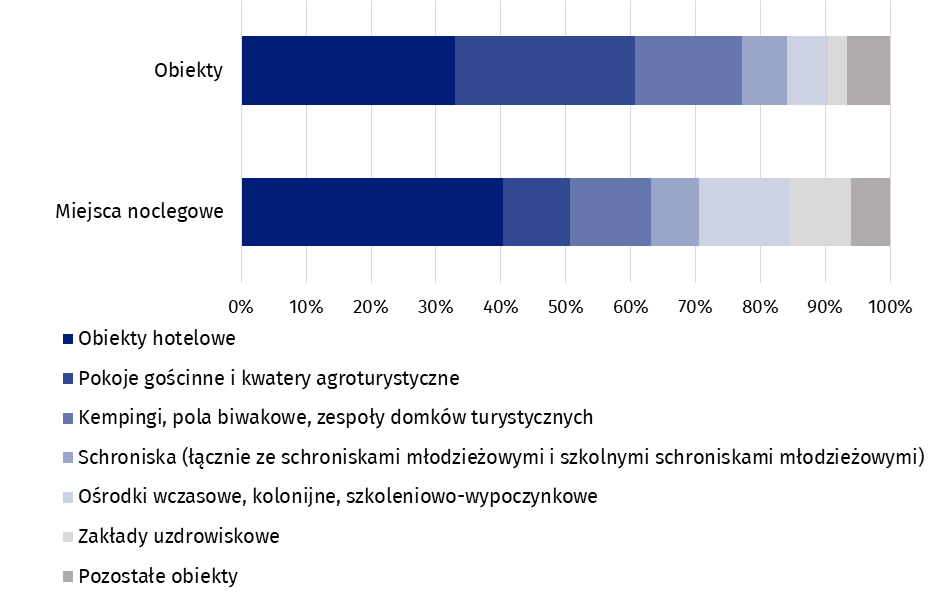 Obiekty
Miejsca noclegowe
0% 10% 20% 30% 40% 50% 60% 70% 80% 90% 100%
Obiekty hotelowe
Pokoje gościnne i kwatery agroturystyczne
Kempingi, pola biwakowe, zespoły domków turystycznych
Schroniska (łącznie ze schroniskami młodzieżowymi i szkolnymi schroniskami młodzieżowymi)
Ośrodki wczasowe, kolonijne, szkoleniowo-wypoczynkowe
Zakłady uzdrowiskowe
Pozostałe obiekty